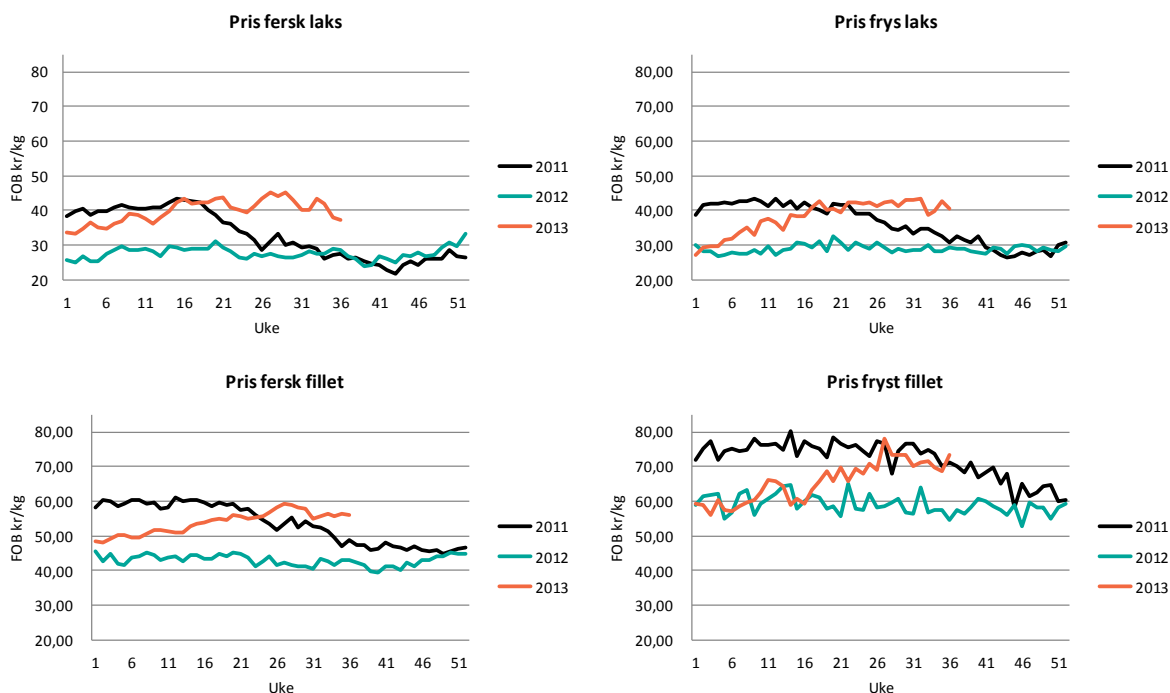 Pris fersk laks
FOB kr/kg
80
70
60
50
40
30
20
1 6 11 16 21 26 31 36 41 46 51
Uke
2011
2012
2013
Pris frys laks
FOB kr/kg
80,00
70,00
60,00
50,00
40,00
30,00
20,00
1 6 11 16 21 26 31 36 41 46 51
Uke
2011
2012
2013
Pris fersk fillet
FOB kr/kg
80,00
70,00
60,00
50,00
40,00
30,00
20,00
1 6 11 16 21 26 31 36 41 46 51
Uke
2011
2012
2013
Pris fryst fillet
FOB kr/kg
80,00
70,00
60,00
50,00
40,00
30,00
20,00
1 6 11 16 21 26 31 36 41 46 51
Uke
2011
2012
2013